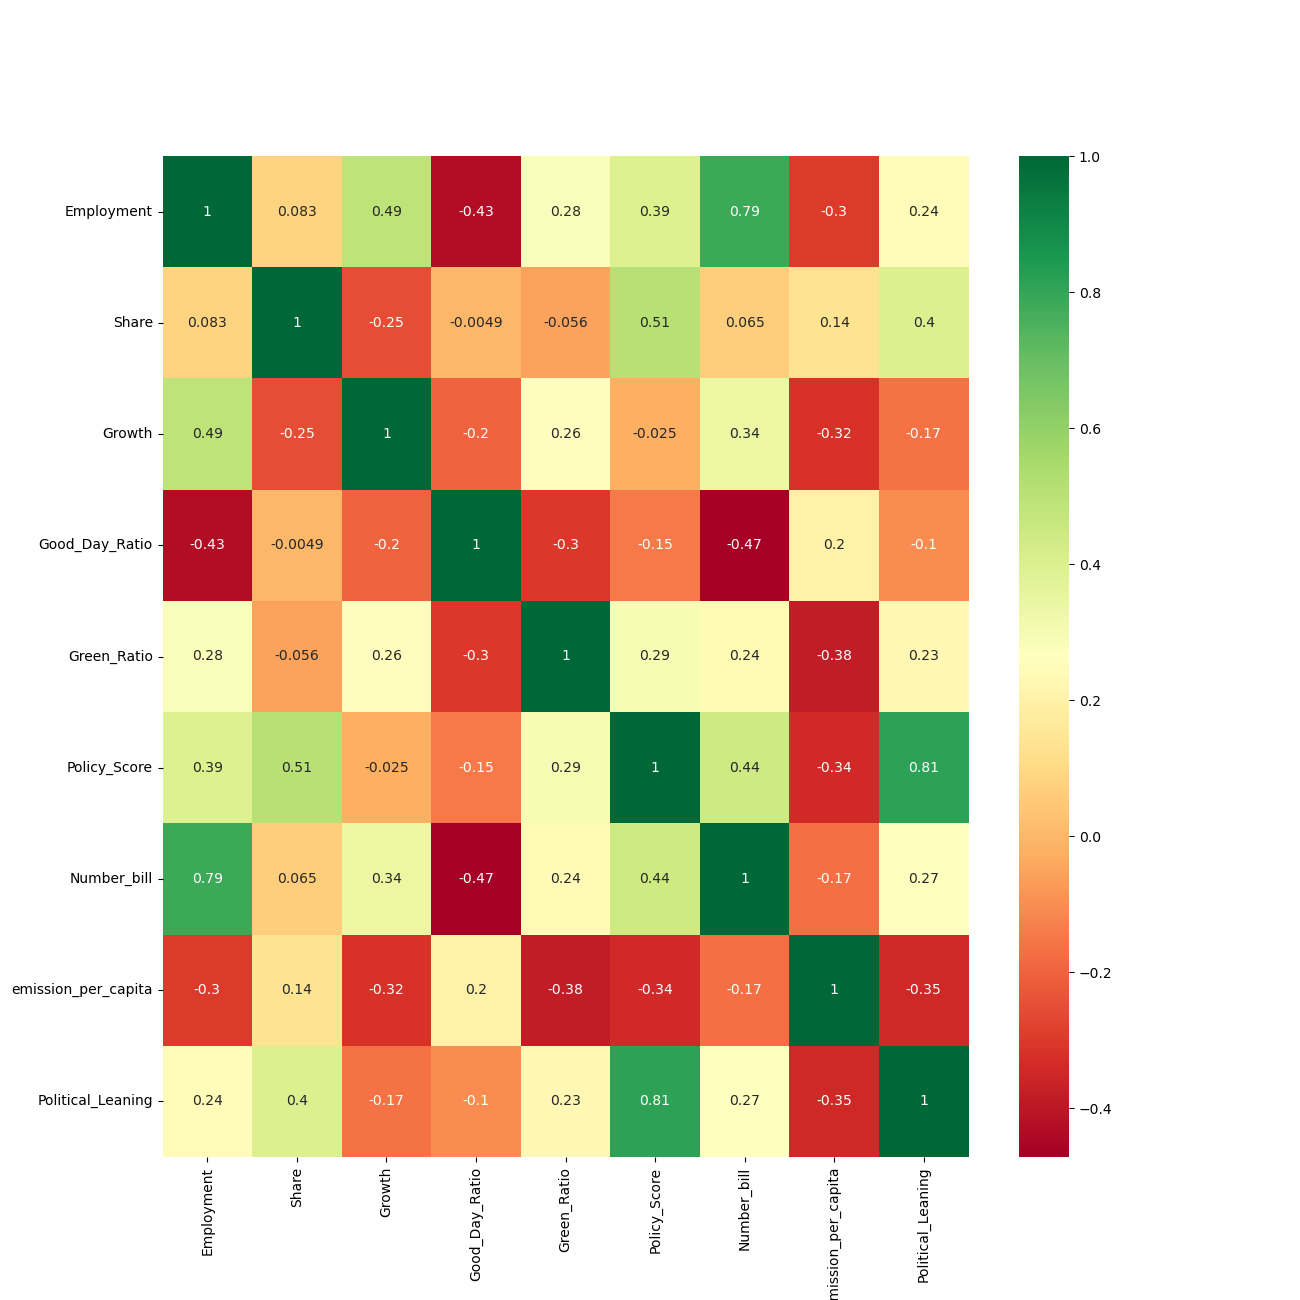 1.0
Employment 1 0.083 0.49 -0.43 0.28 0.39 0.79 -0.3 0.24
0.8
Share 0.083 1 -0.25 -0.0049 -0.056 0.51 0.065 0.14 0.4
Growth 0.49 -0.25 1 -0.2 0.26 -0.025 0.34 -0.32 -0.17
0.6
Good_Day_Ratio -0.43 -0.0049 -0.2 1 -0.3 -0.15 -0.47 0.2 -0.1
0.4
Green_Ratio 0.28 -0.056 0.26 -0.3 1 0.29 0.24 -0.38 0.23
0.2
Policy_Score 0.39 0.51 -0.025 -0.15 0.29 1 0.44 -0.34 0.81
0.0
Number_bill 0.79 0.065 0.34 -0.47 0.24 0.44 1 -0.17 0.27
−0.2
emission_per_capita -0.3 0.14 -0.32 0.2 -0.38 -0.34 -0.17 1 -0.35
Political_Leaning 0.24 0.4 -0.17 -0.1 0.23 0.81 0.27 -0.35 1
−0.4
Employment
Share
Growth
Good_Day_Ratio
Green_Ratio
Policy_Score
Number_bill
mission_per_capita
Political_Leaning